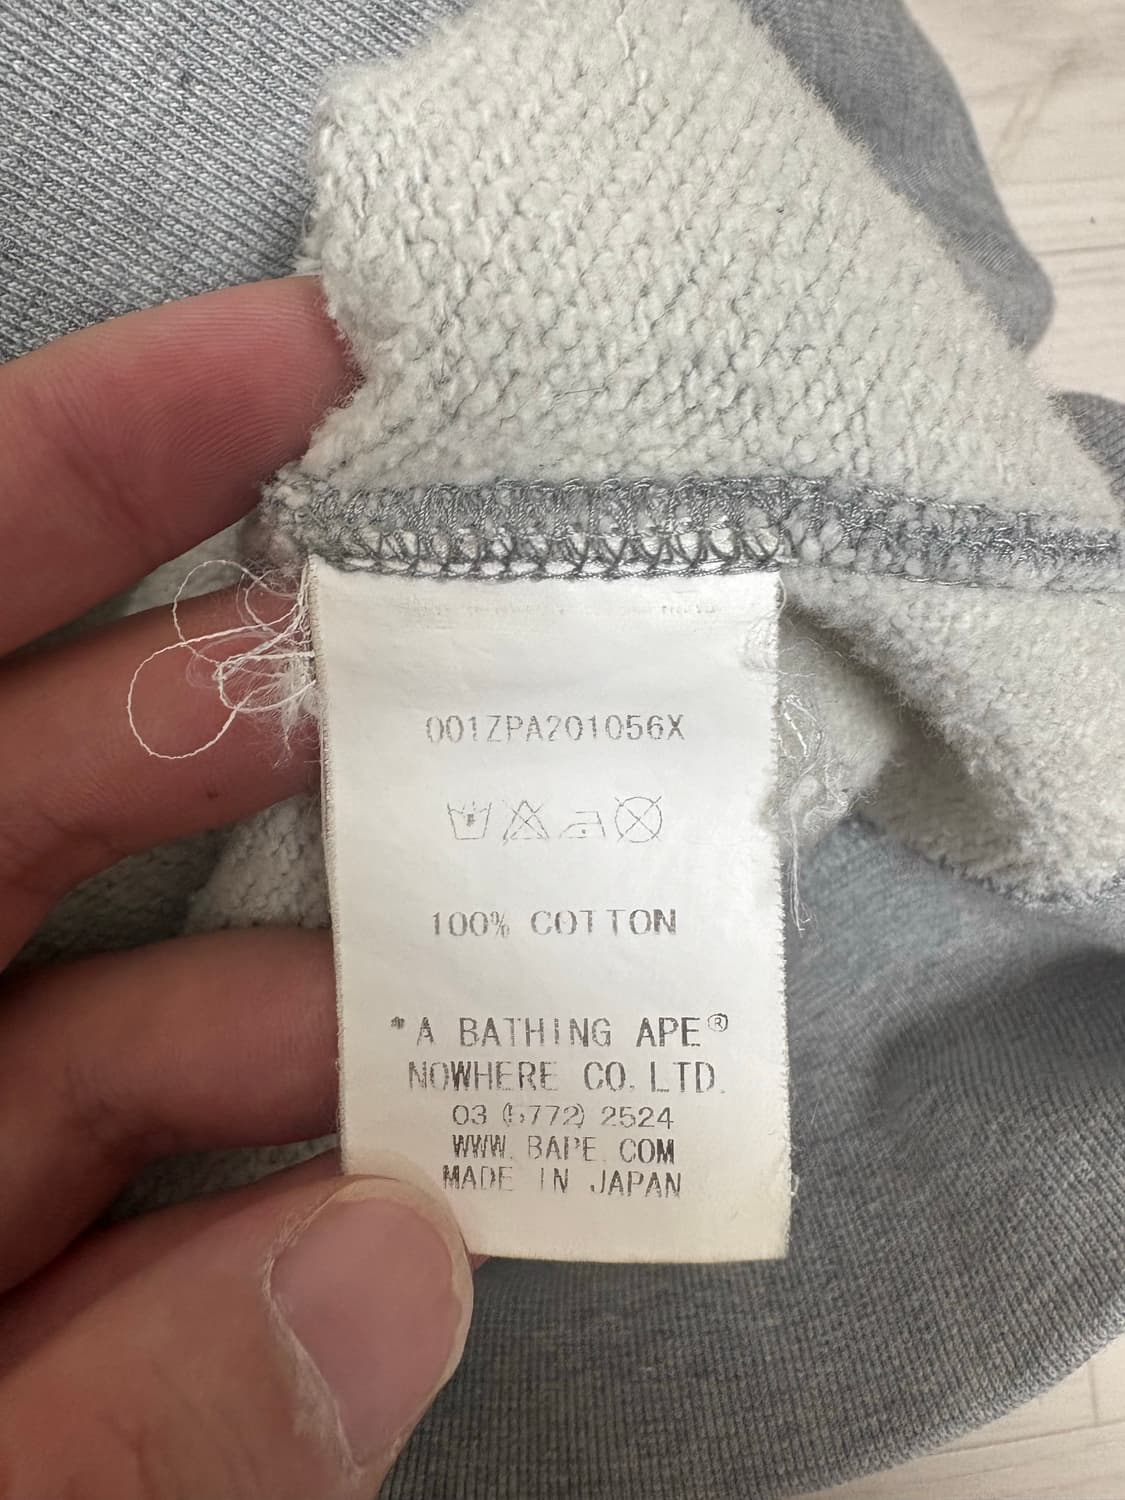 001ZPA201056X
100% COTTON
*A BATHING APE®
NOWHERE CO. LTD.
03 (5772) 2524
WWW. BAPE. COM
MADE IN JAPAN